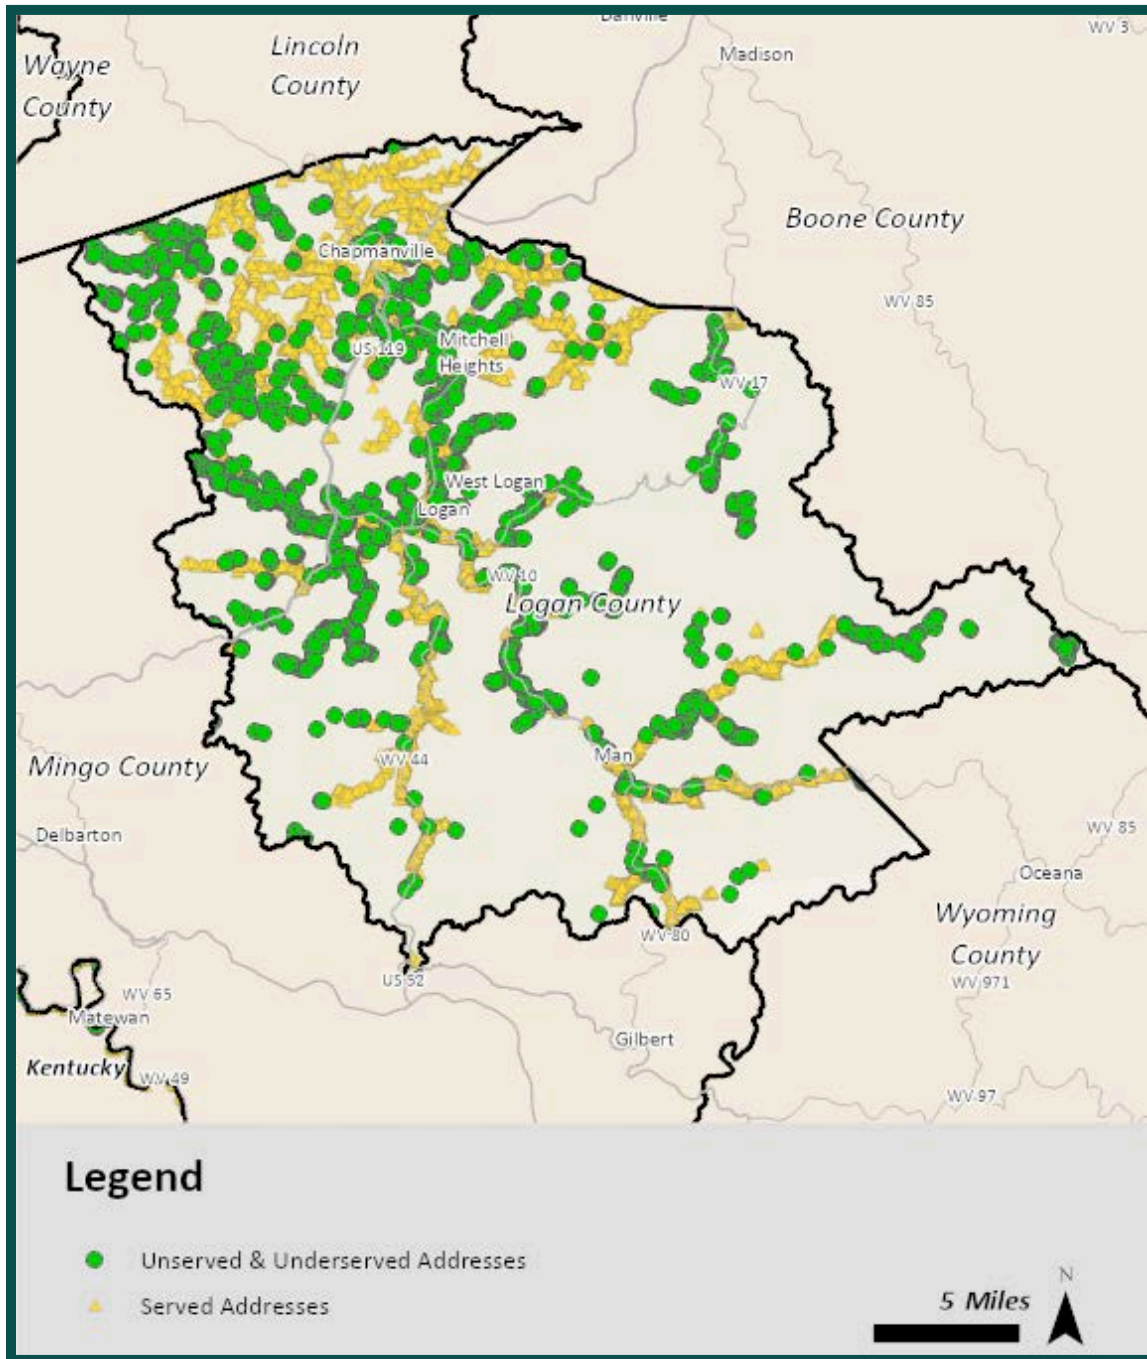 Danville
WV 3
Lincoln
County
Madison
Wayne
County
Boone County
Chapmanville
WV 85
Mitchell
Heights
US 119
WV 17
West Logan
Logan
WV 10
Logan County
Man
WV 44
Mingo County
Delbarton
WV 85
Oceana
Wyoming
County
WV 80
WV 971
US 52
WV 65
Matewan
Gilbert
Kentucky
WV 49
WV 97
Legend
Unserved & Underserved Addresses
Served Addresses
5 Miles
N